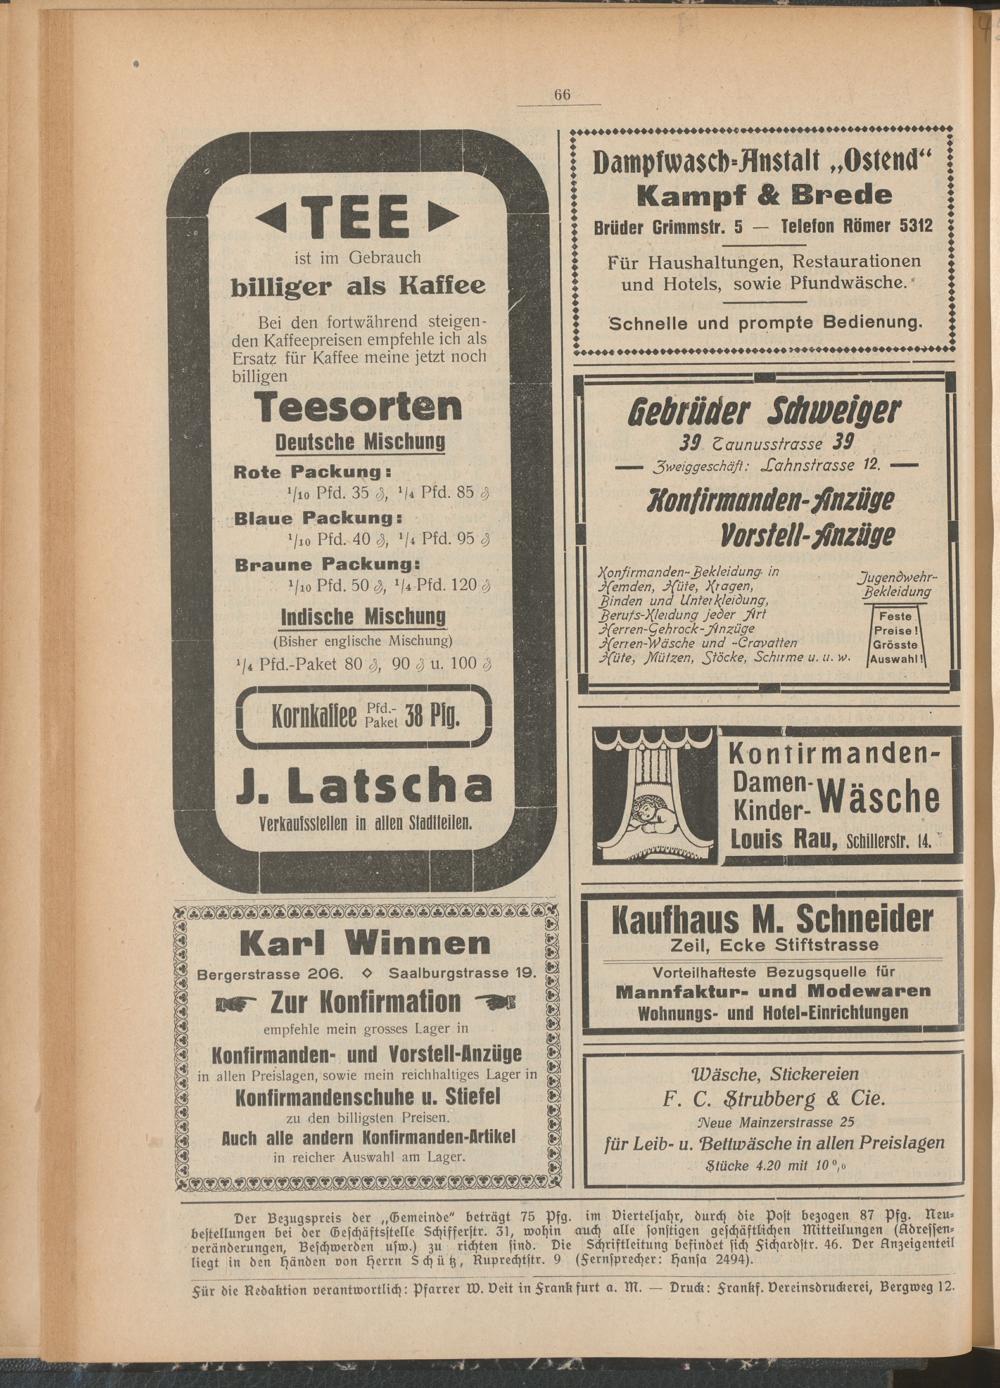 66
◄ TEE ►
ist im Gebrauch
billiger als Kaffee
Bei den fortwährend steigen-
den Kaffeepreisen empfehle ich als
Ersatz für Kaffee meine jetzt noch
billigen
Teesorten
Deutsche Mischung
Rote Packung:
1/10 Pfd. 35 ₰, 1/4 Pfd. 85 ₰
Blaue Packung:
1/10 Pfd. 40 ₰, 1/4 Pfd. 95 ₰
Braune Packung:
1/10 Pfd. 50 ₰, 1/4 Pfd. 120 ₰
Indische Mischung
(Bisher englische Mischung)
1/4 Pfd.-Paket 80 ₰, 90 ₰ u. 100 ₰
Kornkaffee Pfd.-Paket 38 Pfg.
J. Latscha
Verkaufsstellen in allen Stadtteilen.
Karl Winnen
Bergerstrasse 206. ◇ Saalburgstrasse 19.
Zur Konfirmation
empfehle mein grosses Lager in
Konfirmanden- und Vorstell-Anzüge
in allen Preislagen, sowie mein reichhaltiges Lager in
Konfirmandenschuhe u. Stiefel
zu den billigsten Preisen.
Auch alle andern Konfirmanden-Artikel
in reicher Auswahl am Lager.
Dampfwasch-Anstalt „Ostend“
Kampf & Brede
Brüder Grimmstr. 5 — Telefon Römer 5312
Für Haushaltungen, Restaurationen
und Hotels, sowie Pfundwäsche.
Schnelle und prompte Bedienung.
Gebrüder Schweiger
39 Taunusstrasse 39
— Zweiggeschäft: Lahnstrasse 12. —
Konfirmanden-Anzüge
Vorstell-Anzüge
Konfirmanden-Bekleidung in
Hemden, Hüte, Kragen,
Binden und Unterkleidung,
Berufs-Kleidung jeder Art
Herren-Gehrock-Anzüge
Herren-Wäsche und -Cravatten
Hüte, Mützen, Stöcke, Schirme u. u. w.
Jugendwehr-
Bekleidung
Feste
Preise!
Grösste
Auswahl!
Konfirmanden-
Damen-
Kinder- Wäsche
Louis Rau, Schillerstr. 14.
Kaufhaus M. Schneider
Zeil, Ecke Stiftstrasse
Vorteilhafteste Bezugsquelle für
Mannfaktur- und Modewaren
Wohnungs- und Hotel-Einrichtungen
Wäsche, Stickereien
F. C. Strubberg & Cie.
Neue Mainzerstrasse 25
für Leib- u. Bettwäsche in allen Preislagen
Stücke 4.20 mit 10%
Der Bezugspreis der „Gemeinde“ beträgt 75 Pfg. im Vierteljahr, durch die Post bezogen 87 Pfg. Neu-
bestellungen bei der Geschäftsstelle Schifferstr. 31, wohin auch alle sonstigen geschäftlichen Mitteilungen (Adressen-
veränderungen, Beschwerden usw.) zu richten sind. Die Schriftleitung befindet sich Fichardstr. 46. Der Anzeigenteil
liegt in den Händen von Herrn Schütz, Ruprechtstr. 9 (Fernsprecher: Hansa 2494).
Für die Redaktion verantwortlich: Pfarrer W. Veit in Frankfurt a. M. — Druck: Frankf. Vereinsdruckerei, Bergweg 12.